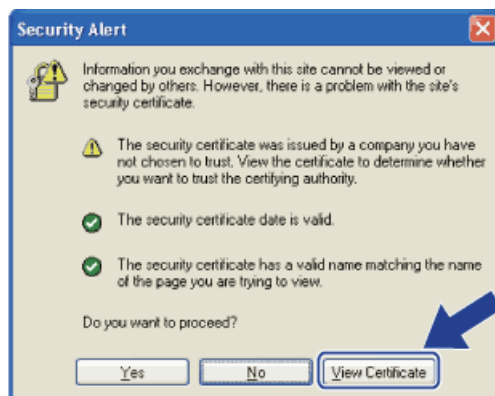 Security Alert
Information you exchange with this site cannot be viewed or
changed by others. However, there is a problem with the site's
security certificate.
The security certificate was issued by a company you have
not chosen to trust. View the certificate to determine whether
you want to trust the certifying authority.
The security certificate date is valid.
The security certificate has a valid name matching the name
of the page you are trying to view.
Do you want to proceed?
Yes No View Certificate